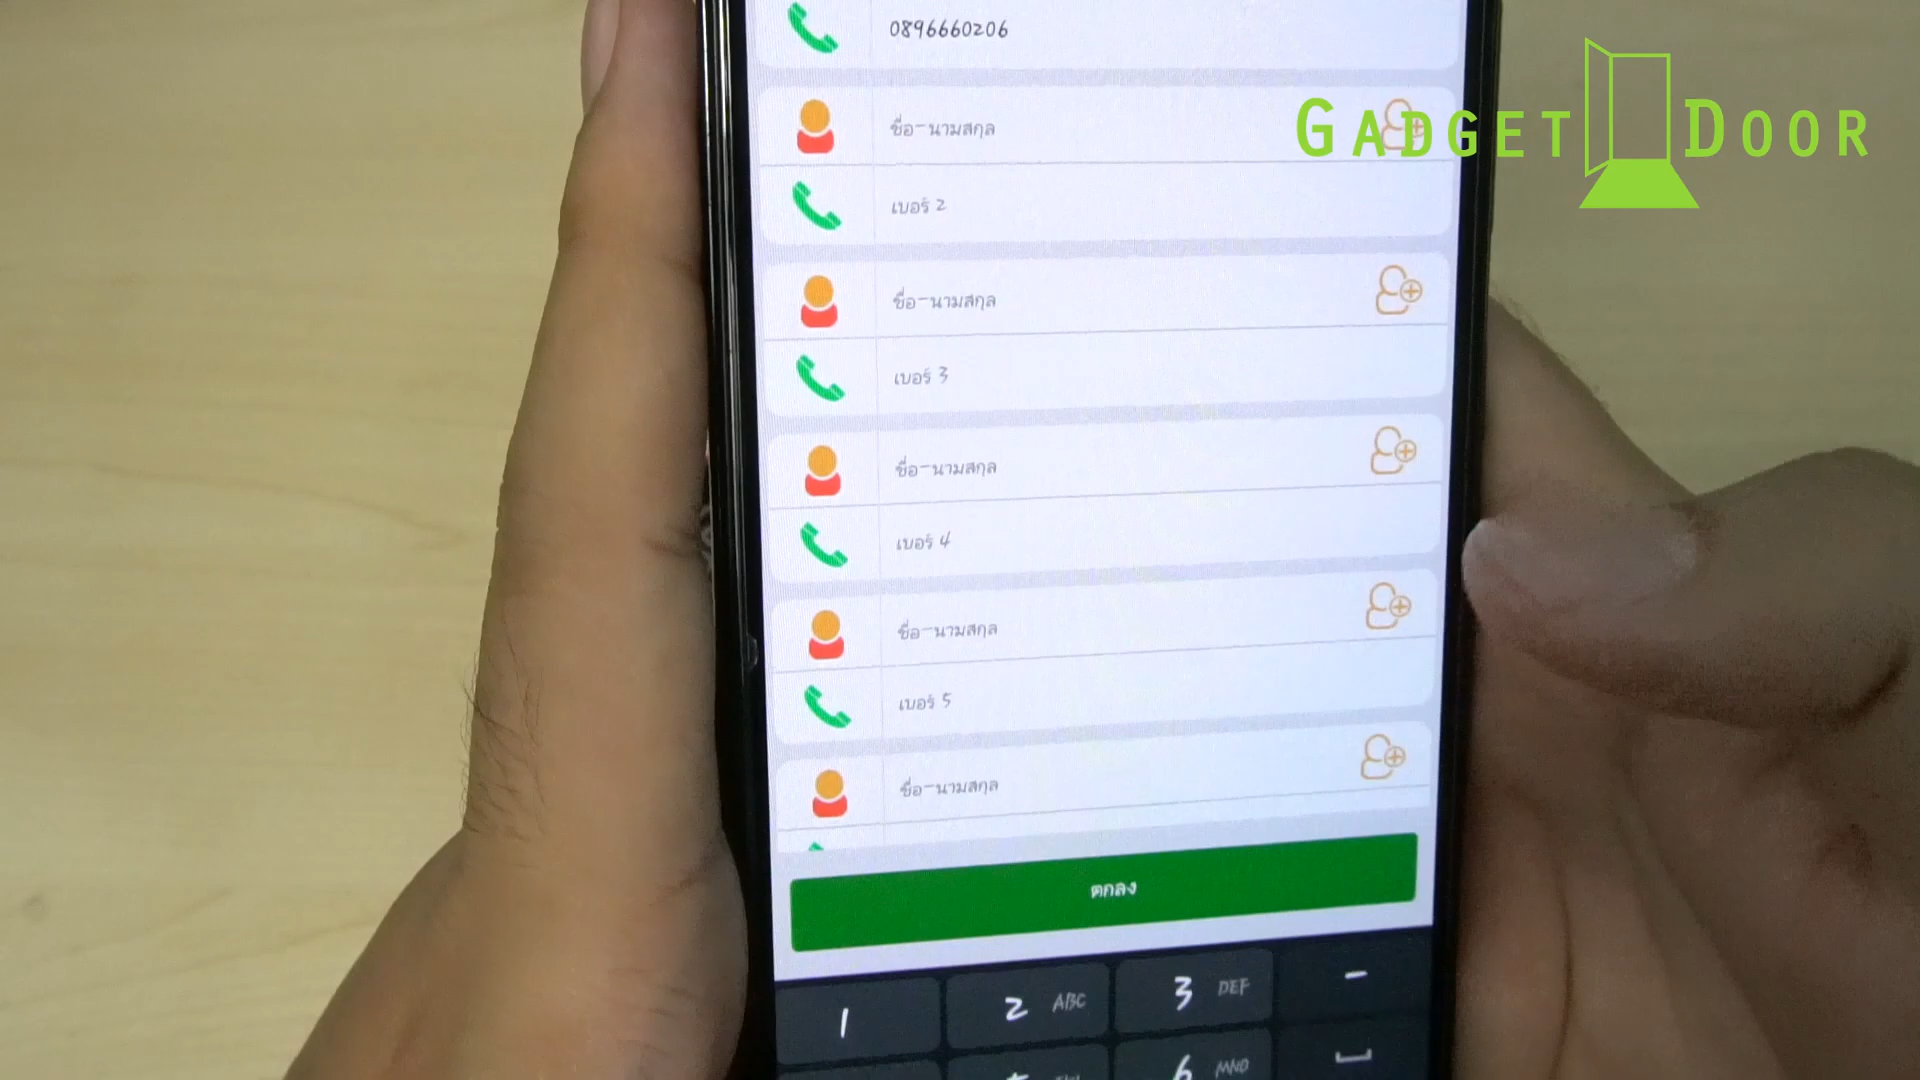 0896660206
ชื่อ-นามสกุล
GADGET DOOR
เบอร์ 2
ชื่อ-นามสกุล
เบอร์ 3
ชื่อ-นามสกุล
เบอร์ 4
ชื่อ-นามสกุล
เบอร์ 5
ชื่อ-นามสกุล
ตกลง
1 2 ABC 3 DEF -
6 MNO